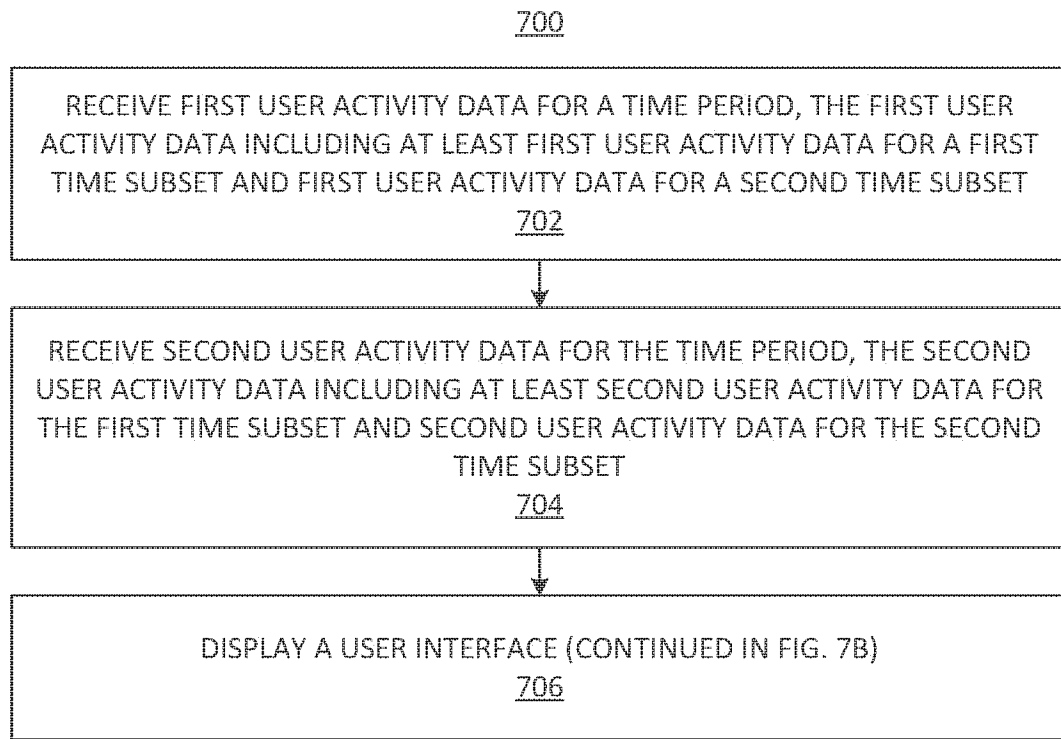 700
RECEIVE FIRST USER ACTIVITY DATA FOR A TIME PERIOD, THE FIRST USER
ACTIVITY DATA INCLUDING AT LEAST FIRST USER ACTIVITY DATA FOR A FIRST
TIME SUBSET AND FIRST USER ACTIVITY DATA FOR A SECOND TIME SUBSET
702
RECEIVE SECOND USER ACTIVITY DATA FOR THE TIME PERIOD, THE SECOND
USER ACTIVITY DATA INCLUDING AT LEAST SECOND USER ACTIVITY DATA FOR
THE FIRST TIME SUBSET AND SECOND USER ACTIVITY DATA FOR THE SECOND
TIME SUBSET
704
DISPLAY A USER INTERFACE (CONTINUED IN FIG. 7B)
706